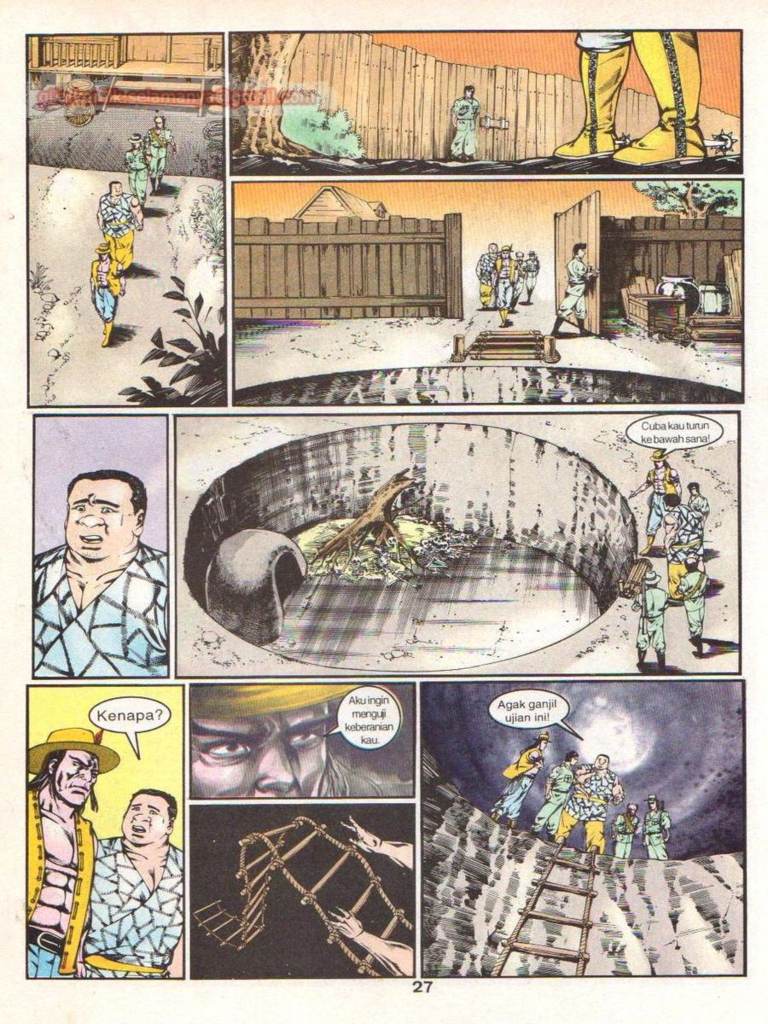 Cuba kau turun
ke bawah sana!
Kenapa?
Aku ingin
menguji
keberanian
kau.
Agak ganjil
ujian ini!
27